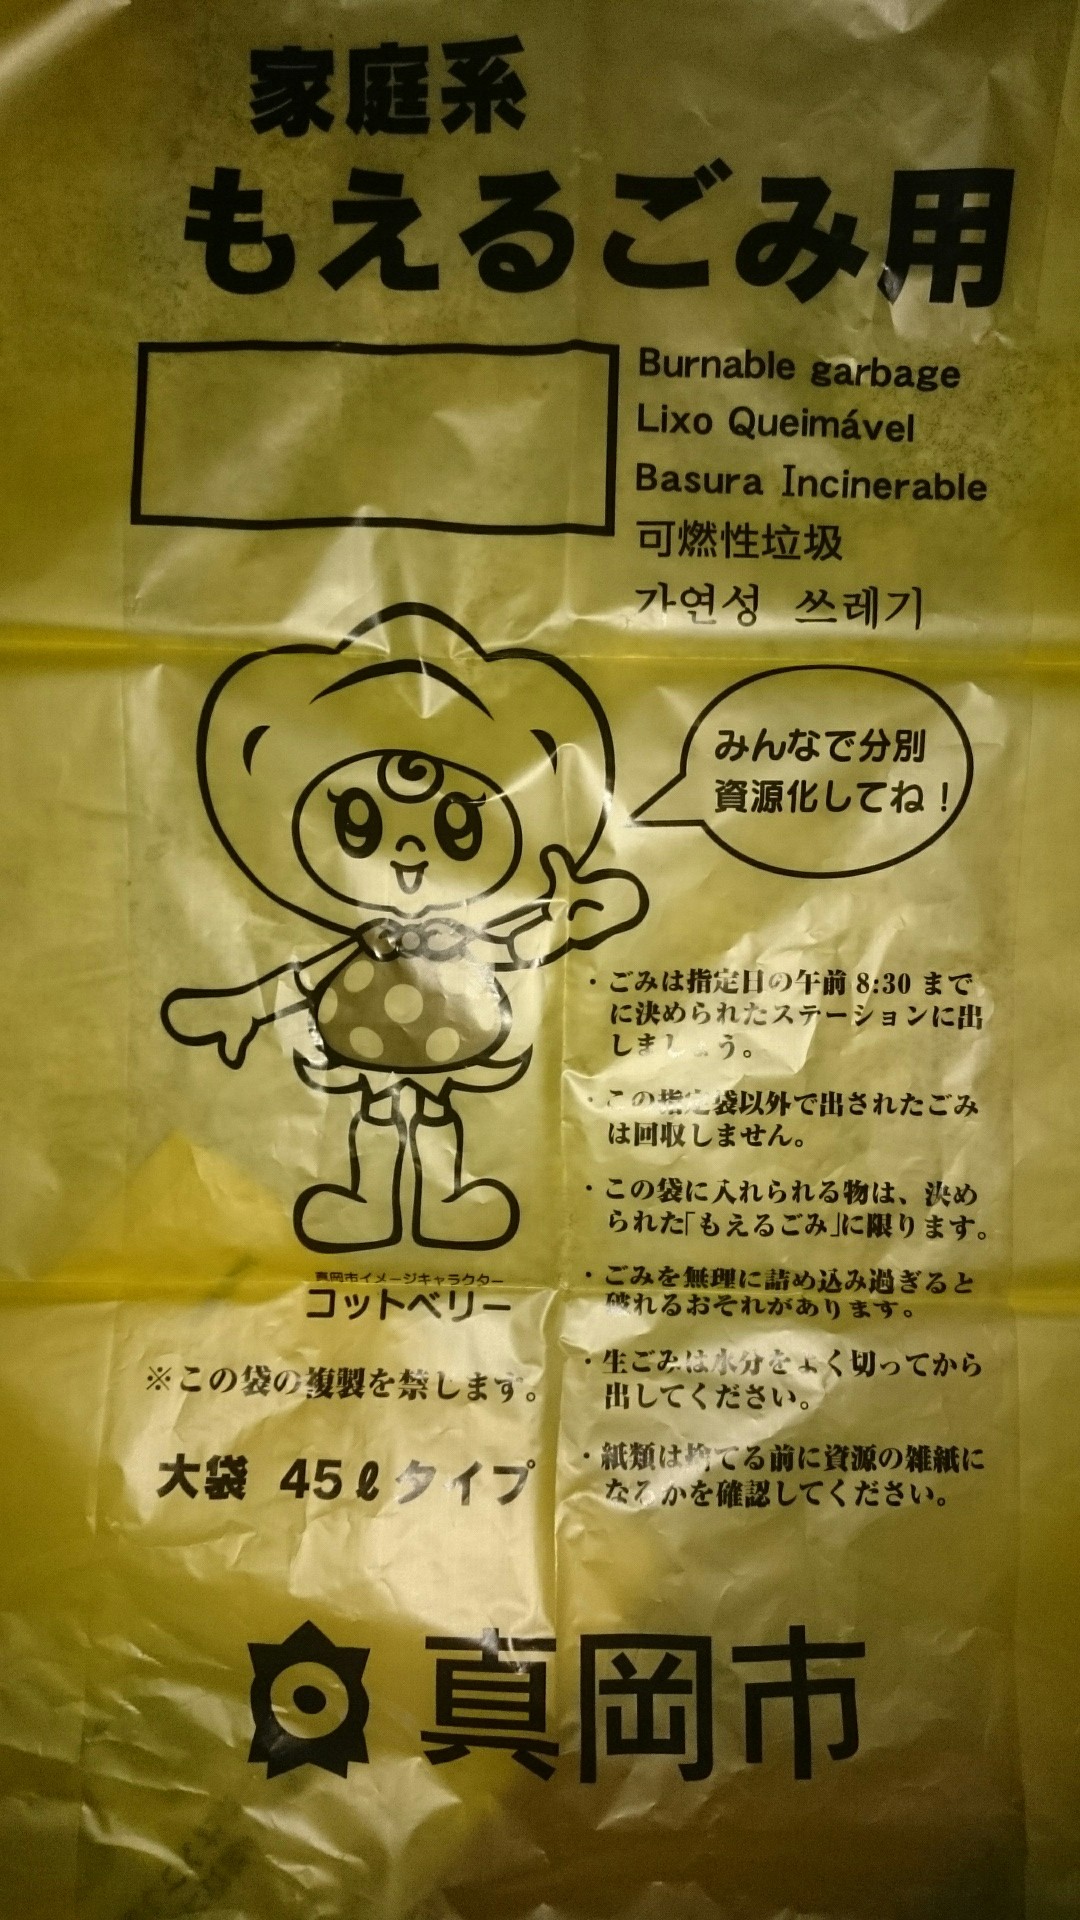 家庭系
もえるごみ用
Burnable garbage
Lixo Queimável
Basura Incinerable
可燃性垃圾
가연성 쓰레기
みんなで分別
資源化してね！
・ごみは指定日の午前 8:30 まで
に決められたステーションに出
しましょう。
・この指定袋以外で出されたごみ
は回収しません。
・この袋に入れられる物は、決め
られた「もえるごみ」に限ります。
・ごみを無理に詰め込み過ぎると
破れるおそれがあります。
・生ごみは水分をよく切ってから
出してください。
・紙類は捨てる前に資源の雑紙に
なるかを確認してください。
真岡市イメージキャラクター
コットベリー
※この袋の複製を禁じます。
大袋 45ℓタイプ
真岡市